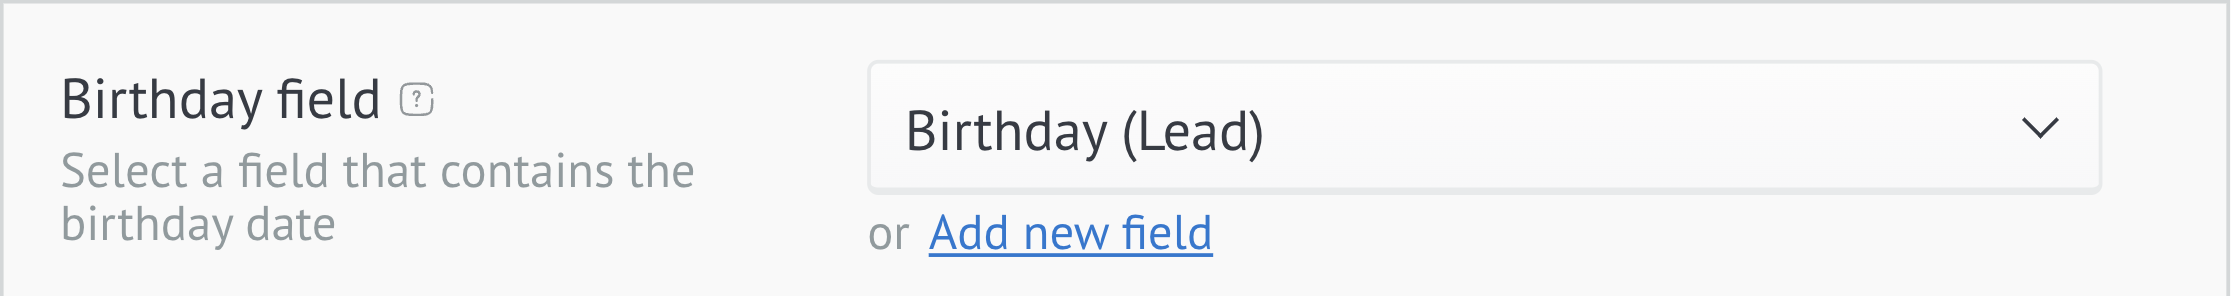 Birthday field ?
Select a field that contains the
birthday date
Birthday (Lead)
or Add new field